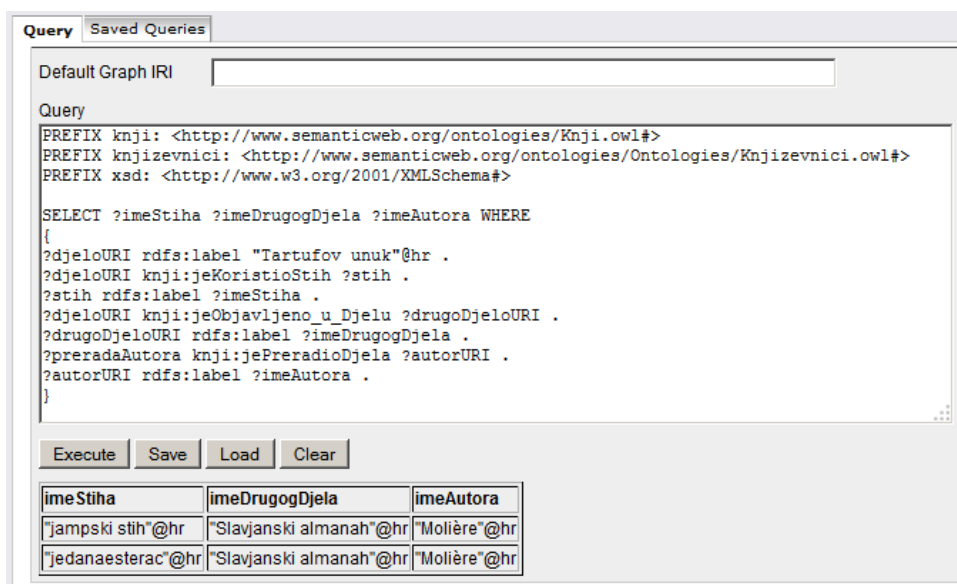 Query Saved Queries
Default Graph IRI
Query
PREFIX knji: <http://www.semanticweb.org/ontologies/Knji.owl#>
PREFIX knjizevnici: <http://www.semanticweb.org/ontologies/Ontologies/Knjizevnici.owl#>
PREFIX xsd: <http://www.w3.org/2001/XMLSchema#>
SELECT ?imeStiha ?imeDrugogDjela ?imeAutora WHERE
{
?djeloURI rdfs:label "Tartufov unuk"@hr .
?djeloURI knji:jeKoristioStih ?stih .
?stih rdfs:label ?imeStiha .
?djeloURI knji:jeObjavljeno_u_Djelu ?drugoDjeloURI .
?drugoDjeloURI rdfs:label ?imeDrugogDjela .
?preradaAutora knji:jePreradioDjela ?autorURI .
?autorURI rdfs:label ?imeAutora .
}
Execute Save Load Clear
imeStiha imeDrugogDjela imeAutora
"jampski stih"@hr "Slavjanski almanah"@hr "Molière"@hr
"jedanaesterac"@hr "Slavjanski almanah"@hr "Molière"@hr